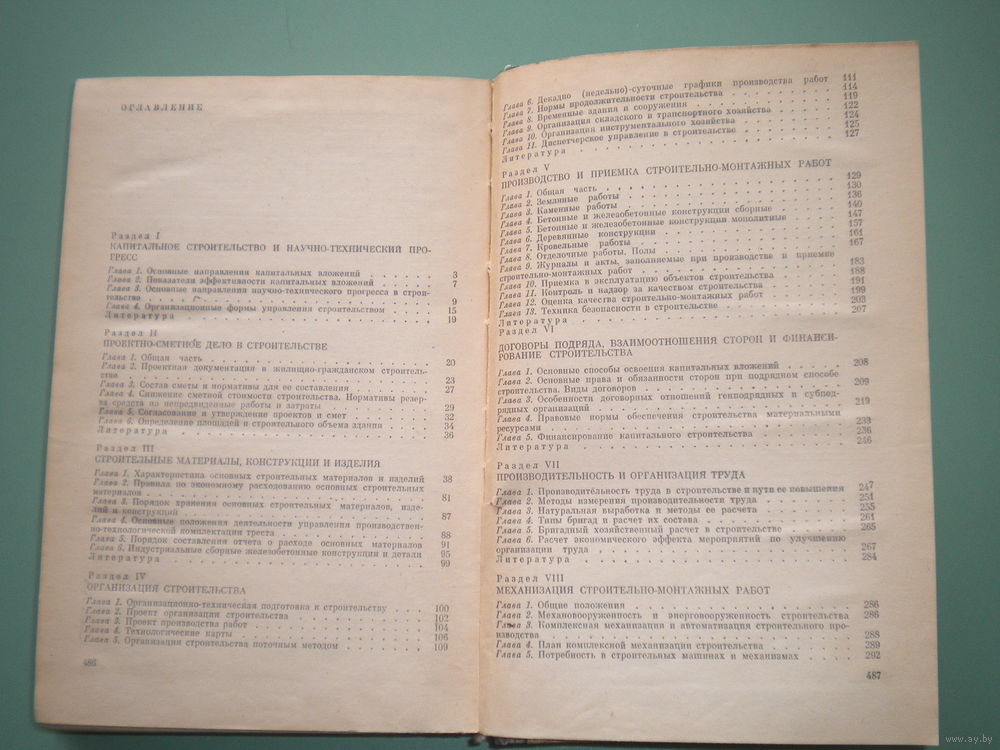 ОГЛАВЛЕНИЕ
Раздел I
КАПИТАЛЬНОЕ СТРОИТЕЛЬСТВО И НАУЧНО-ТЕХНИЧЕСКИЙ ПРО-
ГРЕСС
Глава 1. Основные направления капитальных вложений . . . . . . 3
Глава 2. Показатели эффективности капитальных вложений . . . . . 7
Глава 3. Основные направления научно-технического прогресса в строи-
тельстве . . . . . . 9
Глава 4. Организационные формы управления строительством . . . . 15
Литература . . . . . . 19
Раздел II
ПРОЕКТНО-СМЕТНОЕ ДЕЛО В СТРОИТЕЛЬСТВЕ
Глава 1. Общая часть . . . . . . 20
Глава 2. Проектная документация в жилищно-гражданском строитель-
стве . . . . . . 23
Глава 3. Состав сметы и нормативы для ее составления . . . . . . 27
Глава 4. Снижение сметной стоимости строительства. Нормативы резер-
ва средств на непредвиденные работы и затраты . . . . . . 29
Глава 5. Согласование и утверждение проектов и смет . . . . . . 32
Глава 6. Определение площадей и строительного объема здания . . . . 34
Литература . . . . . . 36
Раздел III
СТРОИТЕЛЬНЫЕ МАТЕРИАЛЫ, КОНСТРУКЦИИ И ИЗДЕЛИЯ
Глава 1. Характеристика основных строительных материалов и изделий 38
Глава 2. Правила по экономному расходованию основных строительных
материалов . . . . . . 81
Глава 3. Порядок хранения основных строительных материалов, изде-
лий и конструкций . . . . . . 87
Глава 4. Основные положения деятельности управления производствен-
но-технологической комплектации треста . . . . . . 88
Глава 5. Порядок составления отчета о расходе основных материалов 91
Глава 6. Индустриальные сборные железобетонные конструкции и детали 95
Литература . . . . . . 99
Раздел IV
ОРГАНИЗАЦИЯ СТРОИТЕЛЬСТВА
Глава 1. Организационно-техническая подготовка к строительству . . . 100
Глава 2. Проект организации строительства . . . . . . 102
Глава 3. Проект производства работ . . . . . . 104
Глава 4. Технологические карты . . . . . . 106
Глава 5. Организация строительства поточным методом . . . . . . 109
486
Глава 6. Декадно (недельно)-суточные графики производства работ 111
Глава 7. Нормы продолжительности строительства . . . . . . 114
Глава 8. Временные здания и сооружения . . . . . . 119
Глава 9. Организация складского и транспортного хозяйства . . . . 122
Глава 10. Организация инструментального хозяйства . . . . . . 124
Глава 11. Диспетчерское управление в строительстве . . . . . . 125
Литература . . . . . . 127
Раздел V
ПРОИЗВОДСТВО И ПРИЕМКА СТРОИТЕЛЬНО-МОНТАЖНЫХ РАБОТ
Глава 1. Общая часть . . . . . . 129
Глава 2. Земляные работы . . . . . . 130
Глава 3. Каменные работы . . . . . . 136
Глава 4. Бетонные и железобетонные конструкции сборные . . . . 140
Глава 5. Бетонные и железобетонные конструкции монолитные . . . 147
Глава 6. Деревянные конструкции . . . . . . 157
Глава 7. Кровельные работы . . . . . . 161
Глава 8. Отделочные работы. Полы . . . . . . 167
Глава 9. Журналы и акты, заполняемые при производстве и приемке
строительно-монтажных работ . . . . . . 183
Глава 10. Приемка в эксплуатацию объектов строительства . . . . 188
Глава 11. Контроль и надзор за качеством строительства . . . . 191
Глава 12. Оценка качества строительно-монтажных работ . . . . 199
Глава 13. Техника безопасности в строительстве . . . . . . 203
Литература . . . . . . 207
Раздел VI
ДОГОВОРЫ ПОДРЯДА, ВЗАИМООТНОШЕНИЯ СТОРОН И ФИНАНСИ-
РОВАНИЕ СТРОИТЕЛЬСТВА
Глава 1. Основные способы освоения капитальных вложений . . . . 208
Глава 2. Основные права и обязанности сторон при подрядном способе
строительства. Виды договоров . . . . . . 209
Глава 3. Особенности договорных отношений генподрядных и субпод-
рядных организаций . . . . . . 219
Глава 4. Правовые нормы обеспечения строительства материальными
ресурсами . . . . . . 233
Глава 5. Финансирование капитального строительства . . . . . . 236
Литература . . . . . . 246
Раздел VII
ПРОИЗВОДИТЕЛЬНОСТЬ И ОРГАНИЗАЦИЯ ТРУДА
Глава 1. Производительность труда в строительстве и пути ее повышения 247
Глава 2. Методы измерения производительности труда . . . . . . 251
Глава 3. Натуральная выработка и методы ее расчета . . . . . . 255
Глава 4. Типы бригад и расчет их состава . . . . . . 261
Глава 5. Бригадный хозяйственный расчет в строительстве . . . . 265
Глава 6. Расчет экономического эффекта мероприятий по улучшению
организации труда . . . . . . 267
Литература . . . . . . 284
Раздел VIII
МЕХАНИЗАЦИЯ СТРОИТЕЛЬНО-МОНТАЖНЫХ РАБОТ
Глава 1. Общие положения . . . . . . 286
Глава 2. Механовооруженность и энерговооруженность строительства 286
Глава 3. Комплексная механизация и автоматизация строительного про-
изводства . . . . . . 288
Глава 4. План комплексной механизации строительства . . . . . . 289
Глава 5. Потребность в строительных машинах и механизмах . . . . 292
487
www.ay.by